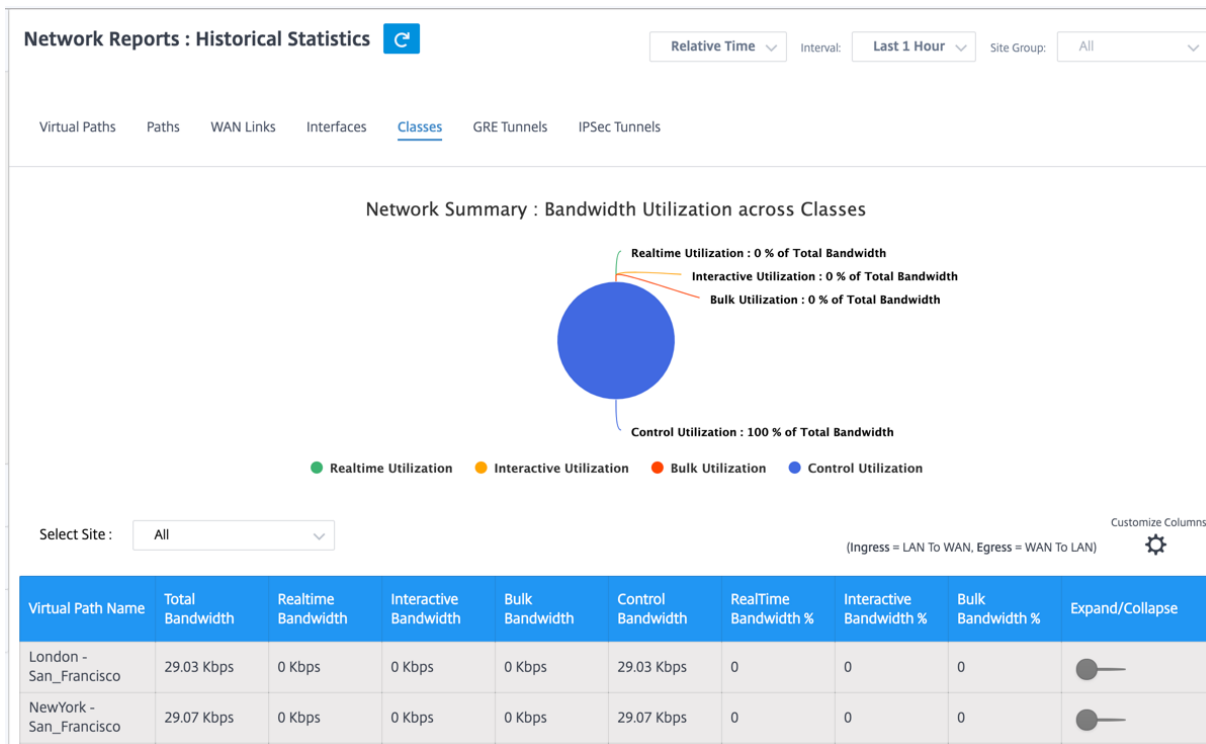 Network Reports : Historical Statistics
Relative Time
Interval:
Last 1 Hour
Site Group:
All
Virtual Paths
Paths
WAN Links
Interfaces
Classes
GRE Tunnels
IPSec Tunnels
Network Summary : Bandwidth Utilization across Classes
Realtime Utilization : 0 % of Total Bandwidth
Interactive Utilization : 0 % of Total Bandwidth
Bulk Utilization : 0 % of Total Bandwidth
Control Utilization : 100 % of Total Bandwidth
Realtime Utilization
Interactive Utilization
Bulk Utilization
Control Utilization
Select Site :
All
Customize Columns
(Ingress = LAN To WAN, Egress = WAN To LAN)
Virtual Path Name
Total
Bandwidth
Realtime
Bandwidth
Interactive
Bandwidth
Bulk
Bandwidth
Control
Bandwidth
RealTime
Bandwidth %
Interactive
Bandwidth %
Bulk
Bandwidth %
Expand/Collapse
London -
San_Francisco
29.03 Kbps
0 Kbps
0 Kbps
0 Kbps
29.03 Kbps
0
0
0
NewYork -
San_Francisco
29.07 Kbps
0 Kbps
0 Kbps
0 Kbps
29.07 Kbps
0
0
0